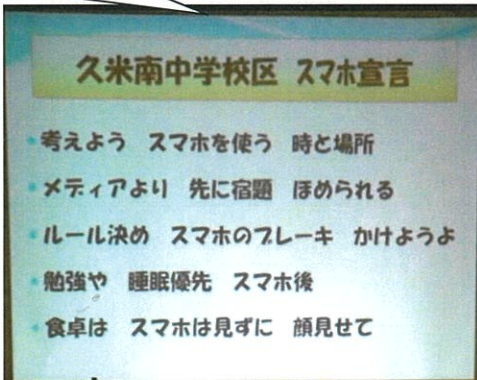 久米南中学校区 スマホ宣言
考えよう スマホを使う 時と場所
メディアより 先に宿題 ほめられる
ルール決め スマホのブレーキ かけようよ
勉強や 睡眠優先 スマホ後
食卓は スマホは見ずに 顔見せて